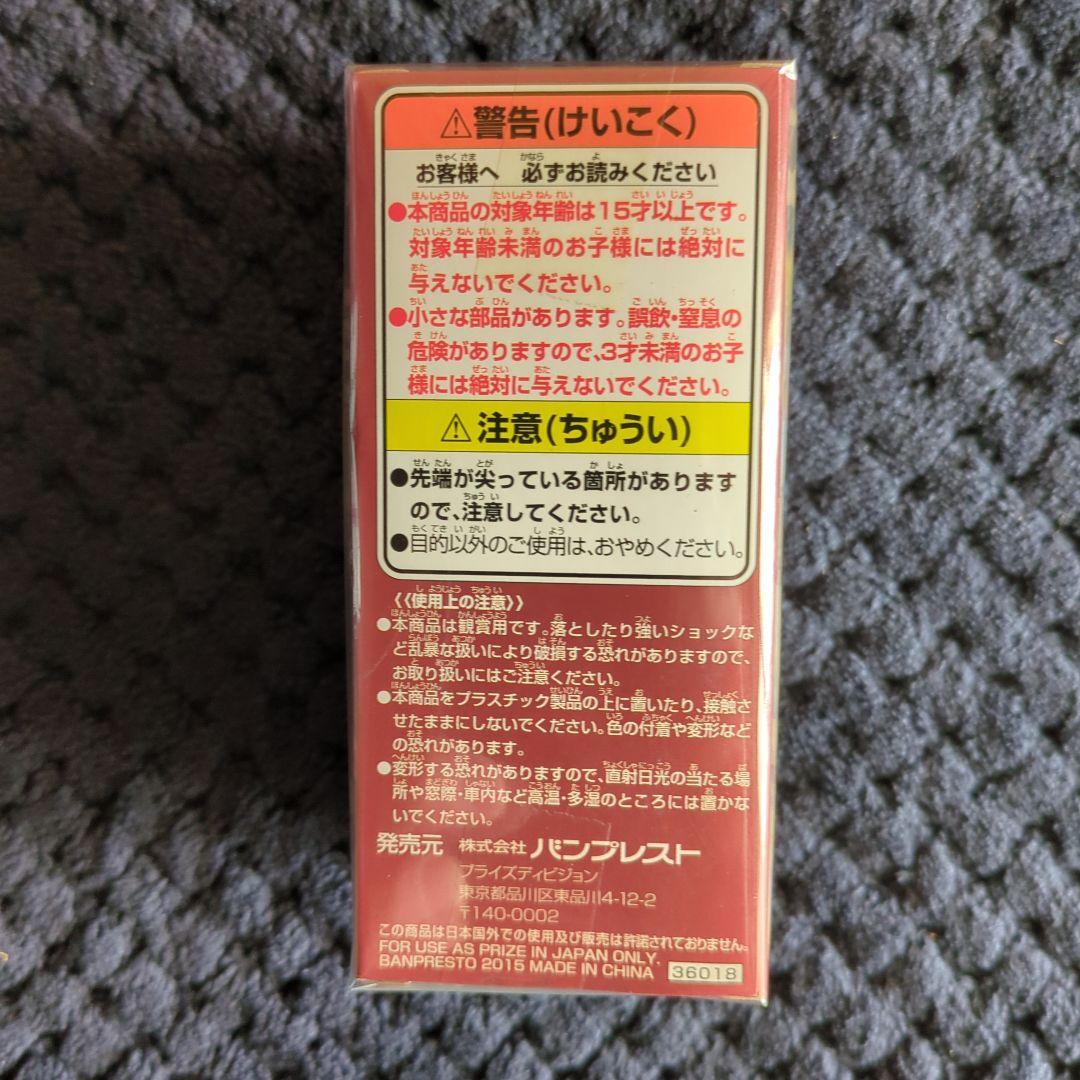 ⚠警告(けいこく)
お客様へ 必ずお読みください
●本商品の対象年齢は15才以上です。
対象年齢未満のお子様には絶対に
与えないでください。
●小さな部品があります。誤飲・窒息の
危険がありますので、3才未満のお子
様には絶対に与えないでください。
⚠注意(ちゅうい)
●先端が尖っている箇所があります
ので、注意してください。
●目的以外のご使用は、おやめください。
《使用上の注意》
●本商品は観賞用です。落としたり強いショックな
ど乱暴な扱いにより破損する恐れがありますので、
お取り扱いにはご注意ください。
●本商品をプラスチック製品の上に置いたり、接触さ
せたままにしないでください。色の付着や変形など
の恐れがあります。
●変形する恐れがありますので、直射日光の当たる場
所や窓際・車内など高温・多湿のところには置かな
いでください。
発売元 株式会社 バンプレスト
プライズディビジョン
東京都品川区東品川4-12-2
〒140-0002
この商品は日本国外での使用及び販売は許諾されておりません。
FOR USE AS PRIZE IN JAPAN ONLY.
BANPRESTO 2015 MADE IN CHINA 36018